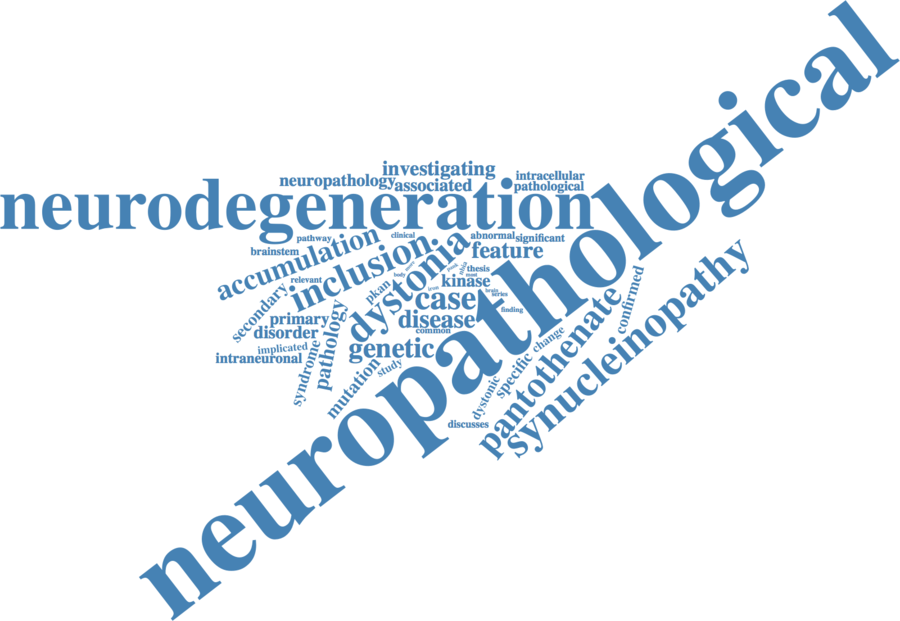 neuropathological
neurodegeneration
investigating
neuropathology
associated
intracellular
pathological
pathway
clinical
abnormal
significant
brainstem
accumulation
inclusion
dystonia
feature
relevant
body
pkan
thesis
most
kinase
iron
brain
series
case
finding
secondary
primary
disorder
disease
common
implicated
intraneuronal
syndrome
pathology
genetic
mutation
study
change
specific
dystonic
discusses
confirmed
pantothenate
synucleinopathy